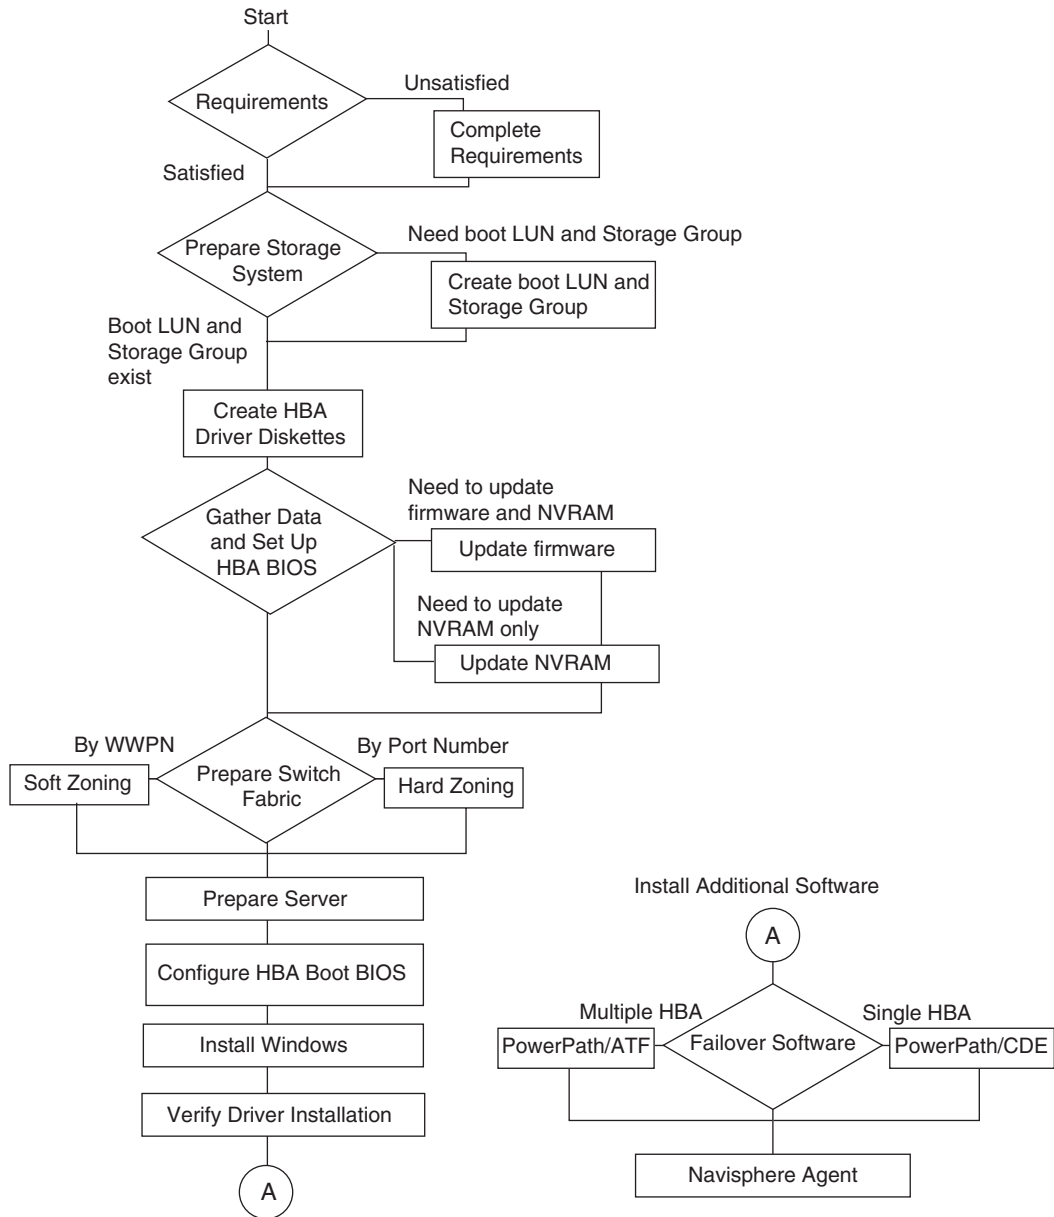 Start
Requirements
Unsatisfied
Complete
Requirements
Satisfied
Prepare Storage
System
Need boot LUN and Storage Group
Create boot LUN and
Storage Group
Boot LUN and
Storage Group
exist
Create HBA
Driver Diskettes
Gather Data
and Set Up
HBA BIOS
Need to update
firmware and NVRAM
Update firmware
Need to update
NVRAM only
Update NVRAM
By WWPN
Soft Zoning
Prepare Switch
Fabric
By Port Number
Hard Zoning
Prepare Server
Configure HBA Boot BIOS
Install Windows
Verify Driver Installation
A
Install Additional Software
A
Multiple HBA
PowerPath/ATF
Failover Software
Single HBA
PowerPath/CDE
Navisphere Agent